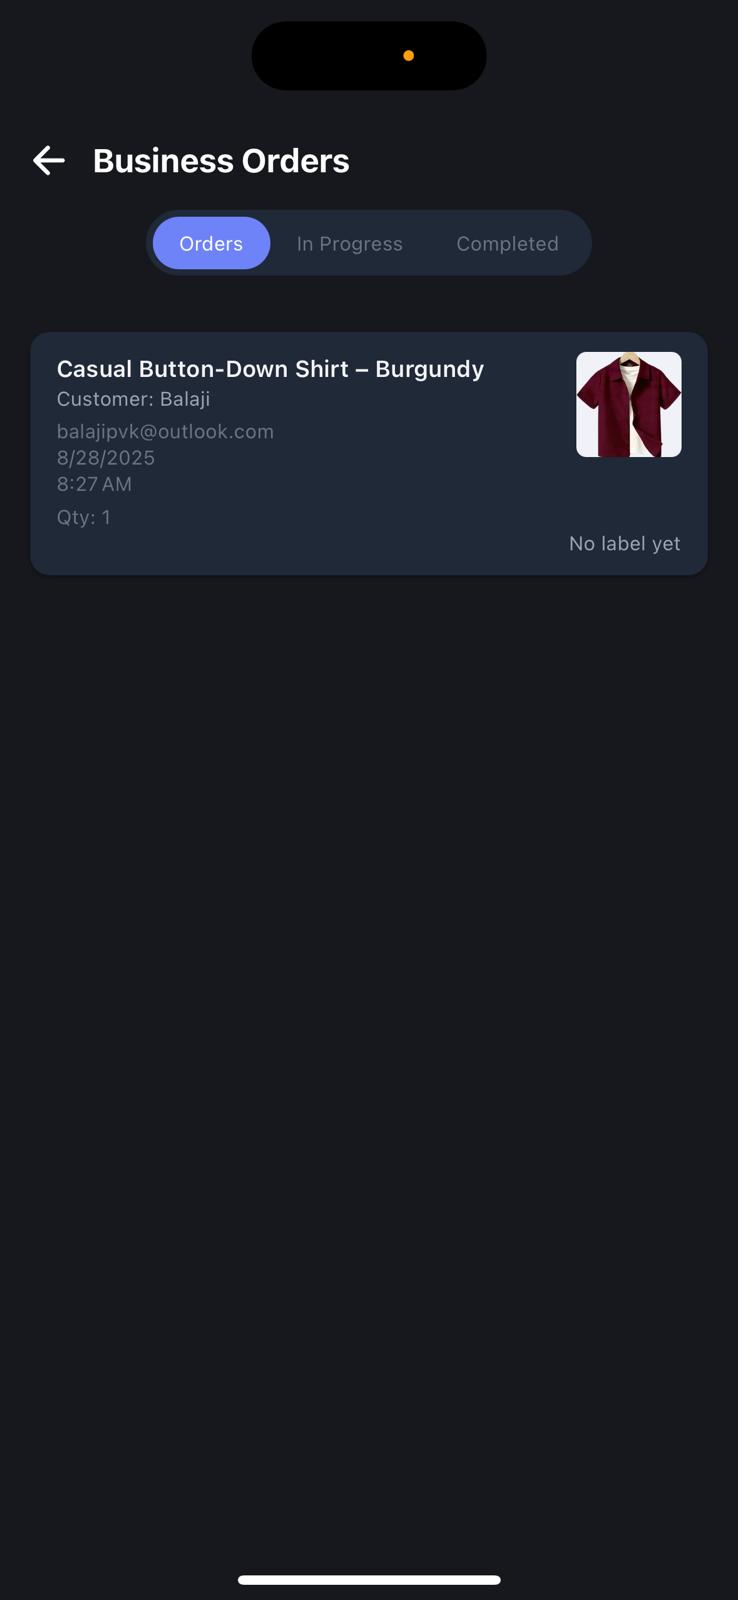 Business Orders
Orders
In Progress
Completed
Casual Button-Down Shirt – Burgundy
Customer: Balaji
balajipvk@outlook.com
8/28/2025
8:27 AM
Qty: 1
No label yet